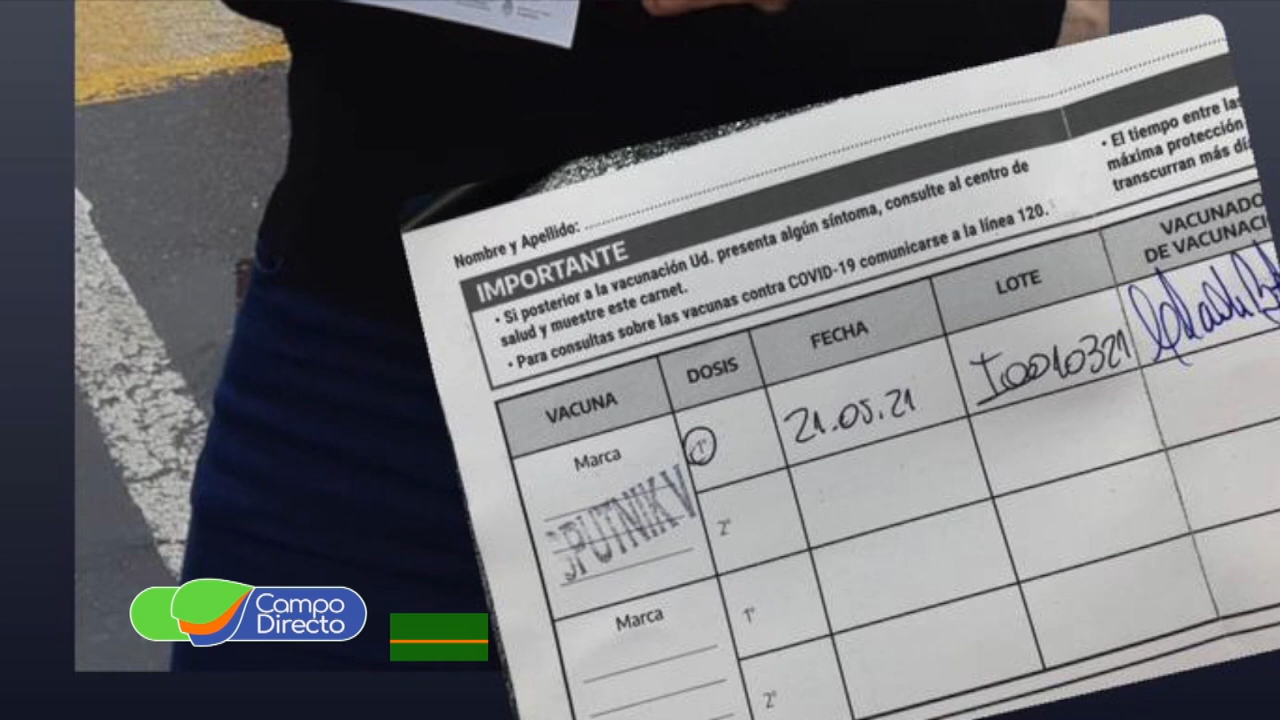 Nombre y Apellido:
IMPORTANTE
• Si posterior a la vacunación Ud. presenta algún síntoma, consulte al centro de
salud y muestre este carnet.
• Para consultas sobre las vacunas contra COVID-19 comunicarse a la línea 120.
• El tiempo entre las
máxima protección
transcurran más
VACUNA DOSIS FECHA LOTE VACUNADO
DE VACUNACI
Marca 1° 21.05.21 I0010321
SPUTNIK V
2°
Marca 1°
2°
Campo
Directo